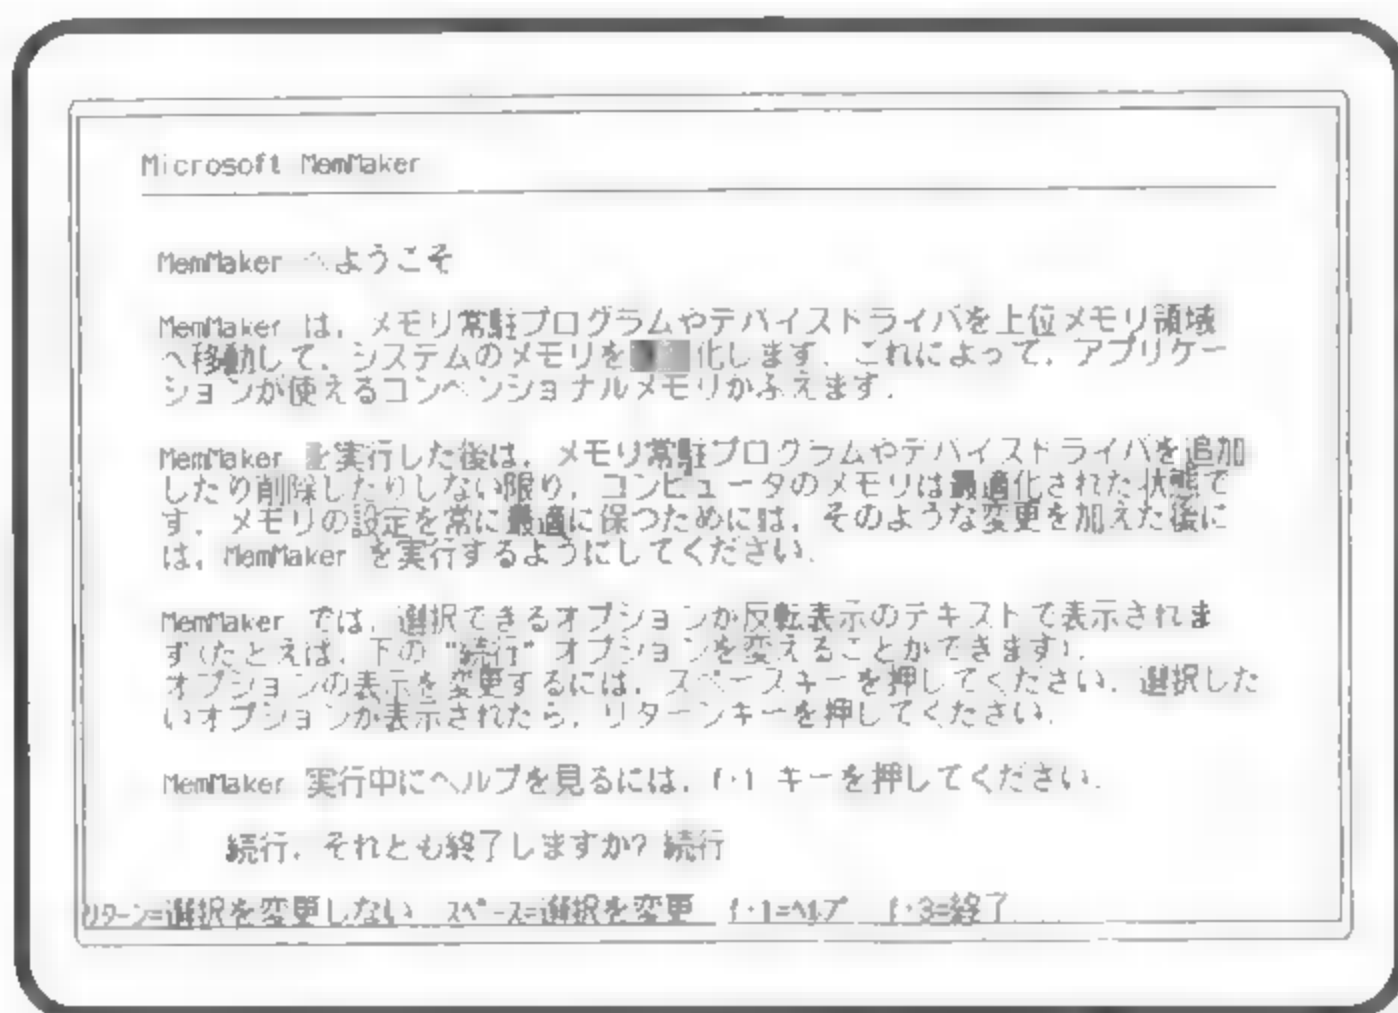 Microsoft MemMaker
MemMaker へようこそ
MemMaker は, メモリ常駐プログラムやデバイスドライバを上位メモリ領域
へ移動して, システムのメモリを 化します. これによって, アプリケー
ションが使えるコンベンショナルメモリがふえます.
MemMaker を実行した後は, メモリ常駐プログラムやデバイスドライバを追加
したり削除したりしない限り, コンピュータのメモリは最適化された状態で
す. メモリの設定を常に最適に保つためには, そのような変更を加えた後に
は, MemMaker を実行するようにしてください.
MemMaker では, 選択できるオプションが反転表示のテキストで表示されま
す(たとえば, 下の "続行" オプションを変えることができます).
オプションの表示を変更するには, スペースキーを押してください. 選択した
いオプションが表示されたら, リターンキーを押してください.
MemMaker 実行中にヘルプを見るには, f・1 キーを押してください.
続行, それとも終了しますか? 続行
ﾘﾀｰﾝ=選択を変更しない ｽﾍﾟｰｽ=選択を変更 f・1=ﾍﾙﾌﾟ f・3=終了